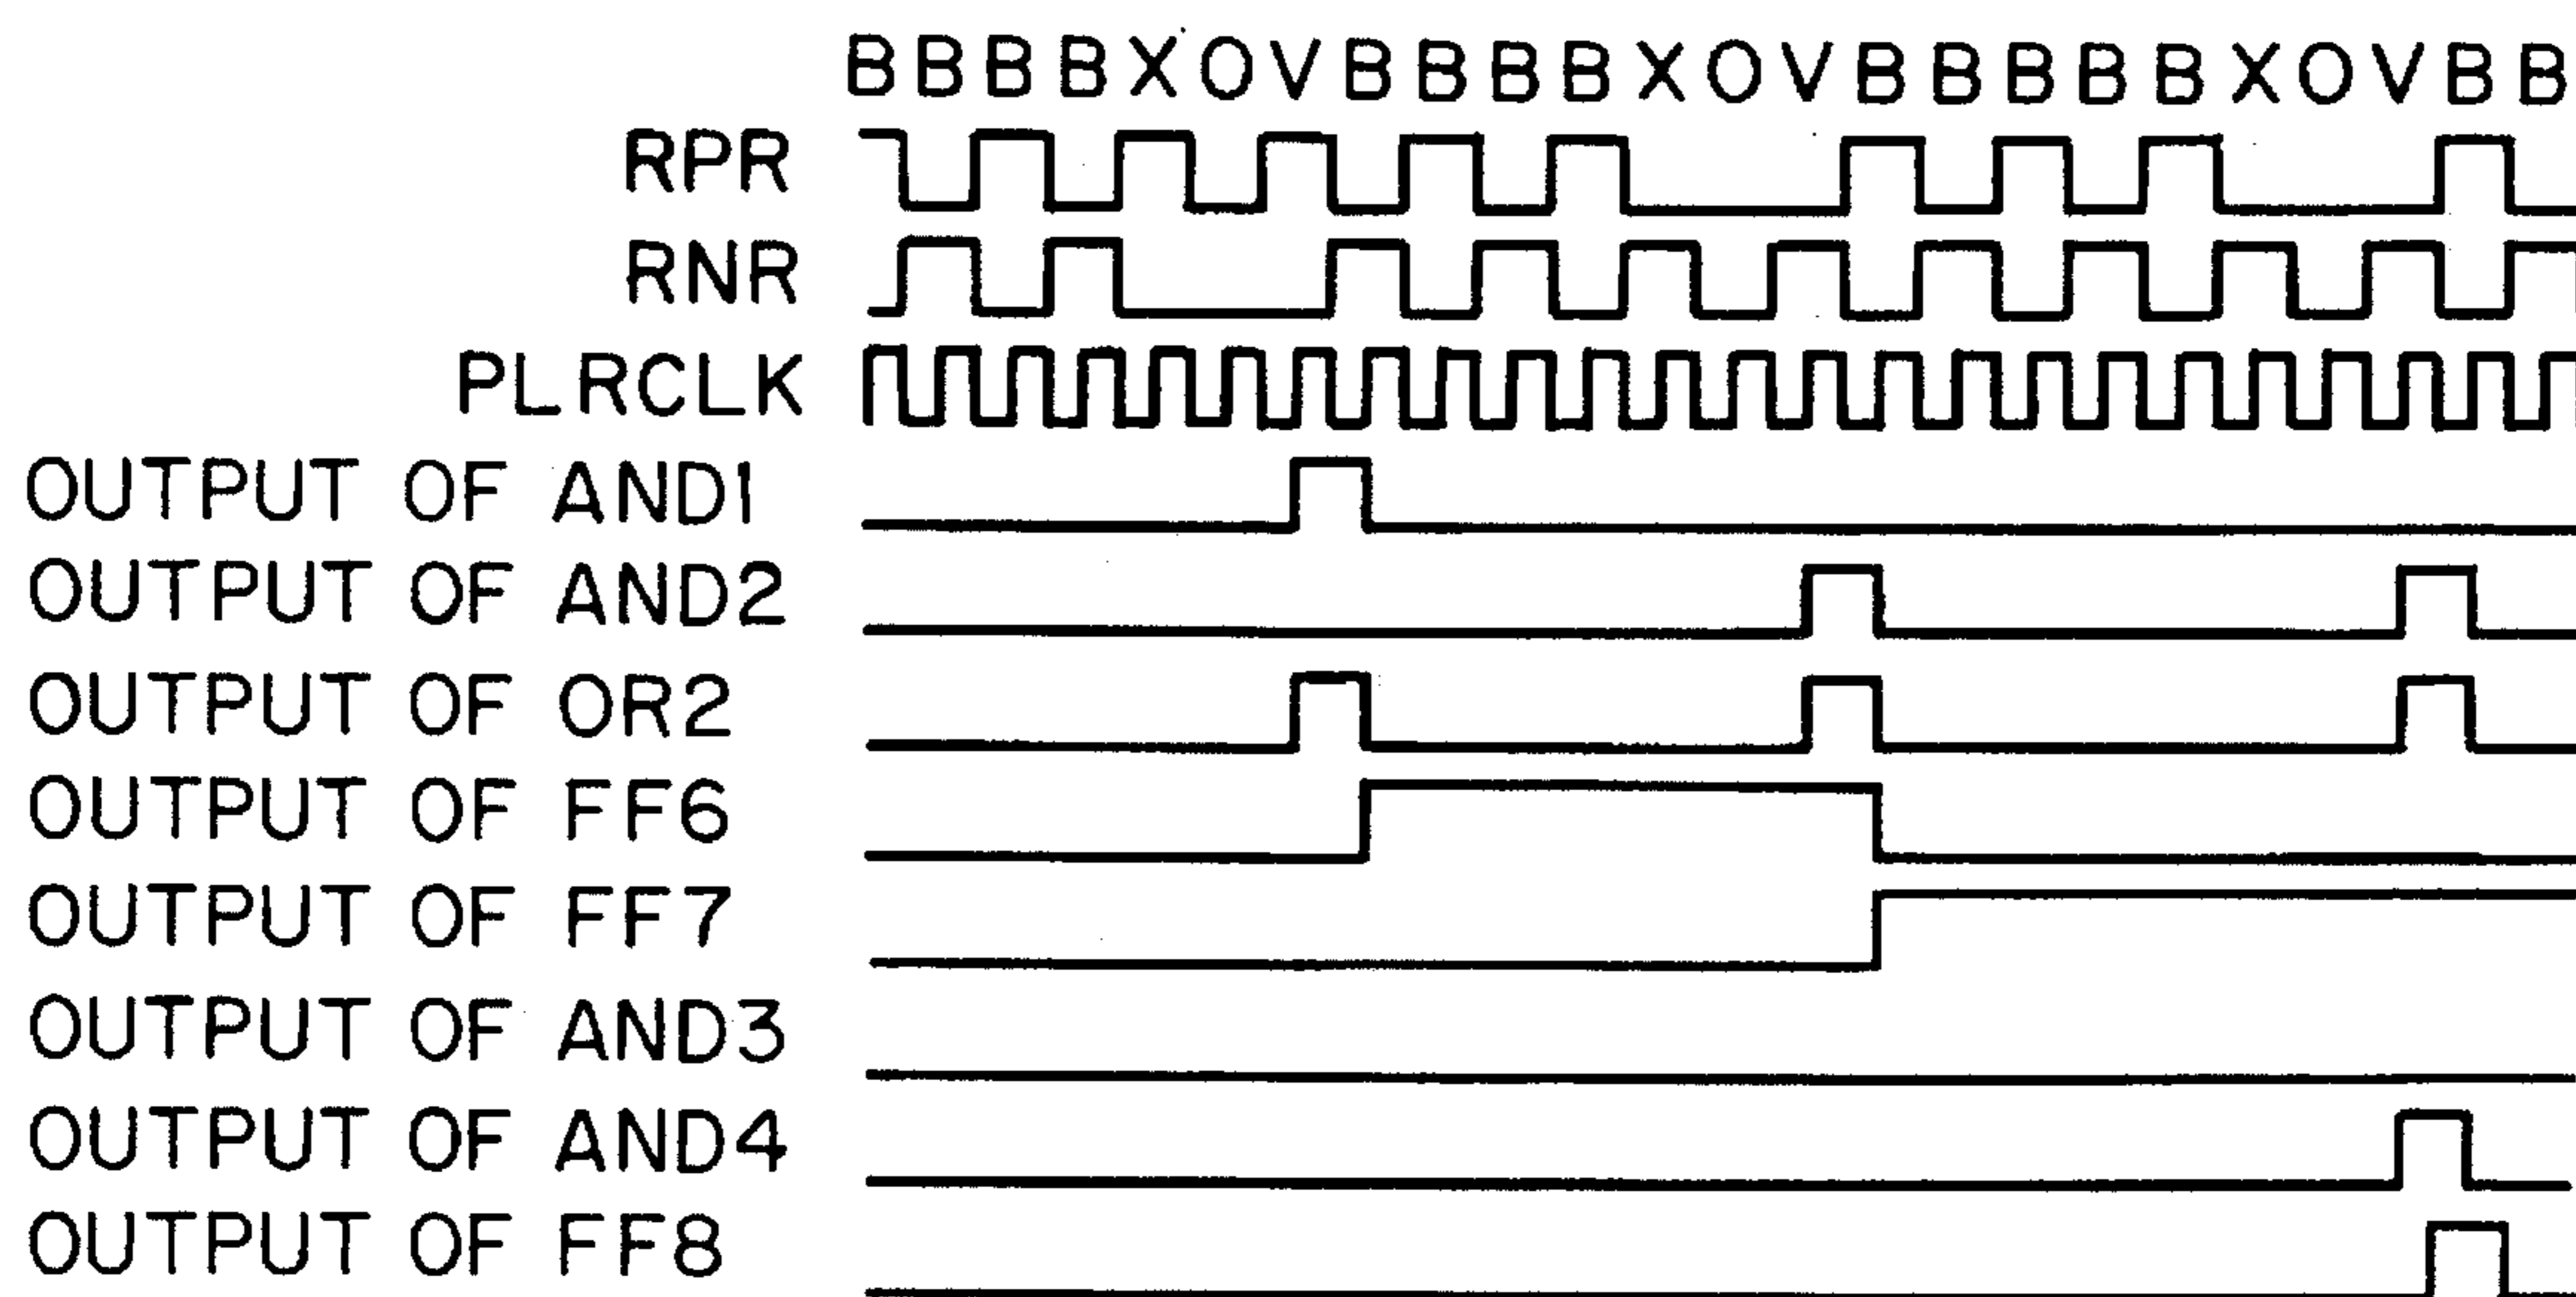 BBBBXOVBBBBXOVBBBBBXOVBB
RPR
RNR
PLRCLK
OUTPUT OF AND1
OUTPUT OF AND2
OUTPUT OF OR2
OUTPUT OF FF6
OUTPUT OF FF7
OUTPUT OF AND3
OUTPUT OF AND4
OUTPUT OF FF8